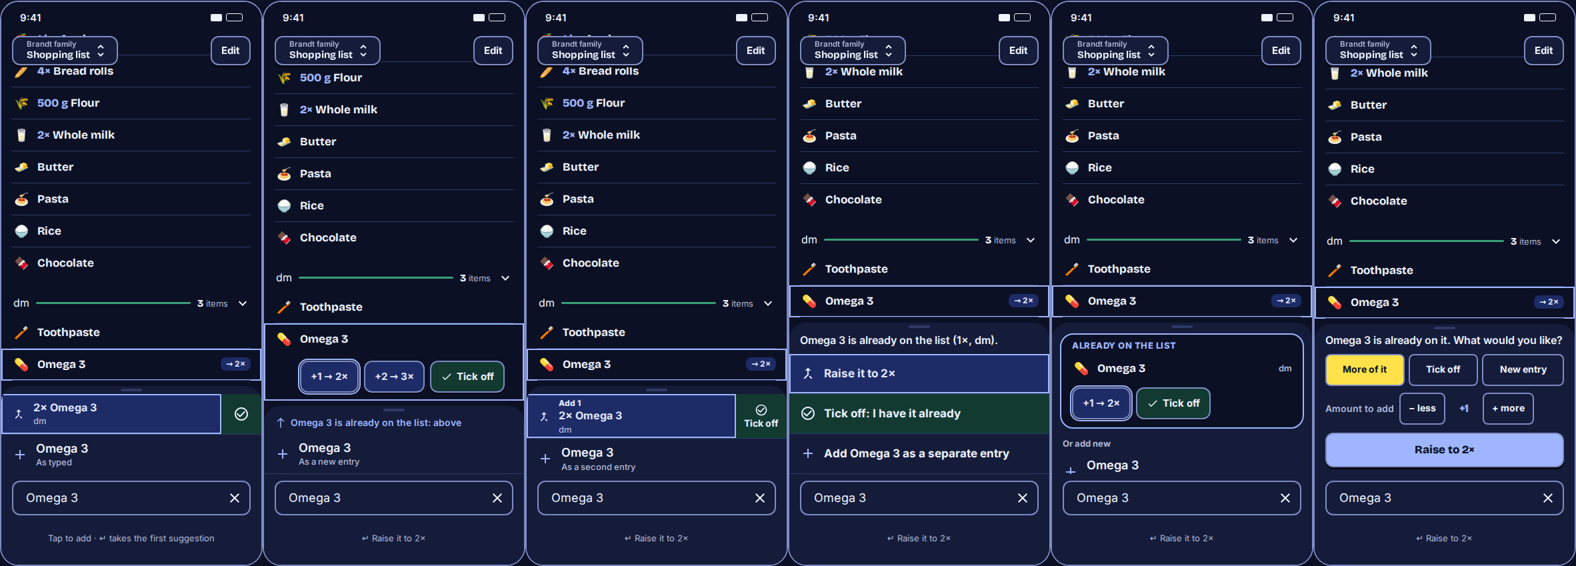 9:41
Brandt family
Shopping list
Edit
4× Bread rolls
500 g Flour
2× Whole milk
Butter
Pasta
Rice
Chocolate
dm
3 items
Toothpaste
Omega 3
→ 2×
2× Omega 3
dm
Omega 3
As typed
Omega 3
Tap to add · ↵ takes the first suggestion
9:41
Brandt family
Shopping list
Edit
500 g Flour
2× Whole milk
Butter
Pasta
Rice
Chocolate
dm
3 items
Toothpaste
Omega 3
+1 → 2×
+2 → 3×
Tick off
Omega 3 is already on the list: above
Omega 3
As a new entry
Omega 3
↵ Raise it to 2×
9:41
Brandt family
Shopping list
Edit
4× Bread rolls
500 g Flour
2× Whole milk
Butter
Pasta
Rice
Chocolate
dm
3 items
Toothpaste
Omega 3
→ 2×
Add 1
2× Omega 3
dm
Tick off
Omega 3
As a second entry
Omega 3
↵ Raise it to 2×
9:41
Brandt family
Shopping list
Edit
2× Whole milk
Butter
Pasta
Rice
Chocolate
dm
3 items
Toothpaste
Omega 3
→ 2×
Omega 3 is already on the list (1×, dm).
Raise it to 2×
Tick off: I have it already
Add Omega 3 as a separate entry
Omega 3
↵ Raise it to 2×
9:41
Brandt family
Shopping list
Edit
2× Whole milk
Butter
Pasta
Rice
Chocolate
dm
3 items
Toothpaste
Omega 3
→ 2×
ALREADY ON THE LIST
Omega 3
dm
+1 → 2×
Tick off
Or add new
Omega 3
Omega 3
↵ Raise it to 2×
9:41
Brandt family
Shopping list
Edit
2× Whole milk
Butter
Pasta
Rice
Chocolate
dm
3 items
Toothpaste
Omega 3
→ 2×
Omega 3 is already on it. What would you like?
More of it
Tick off
New entry
Amount to add
− less
+1
+ more
Raise to 2×
Omega 3
↵ Raise to 2×